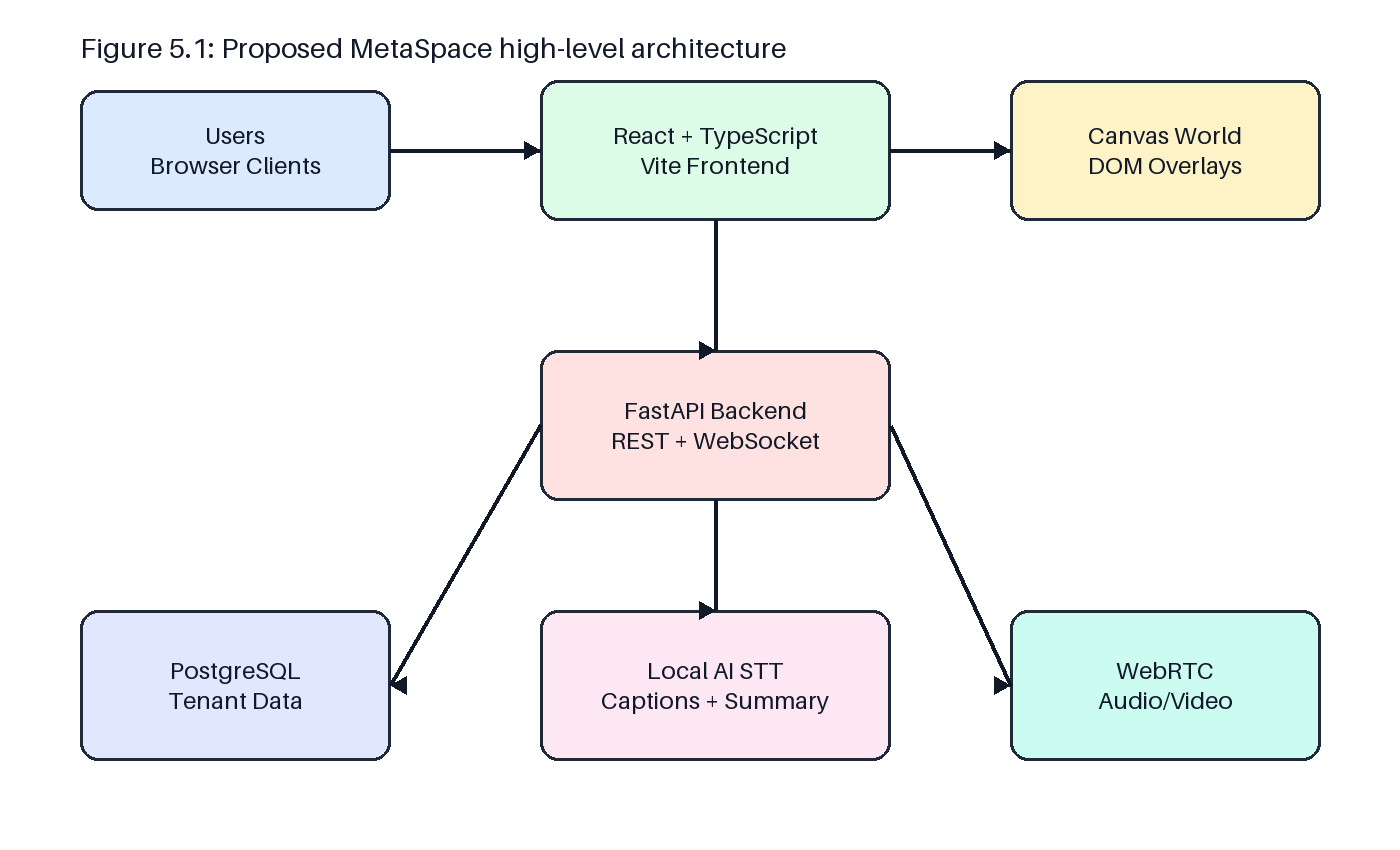 Figure 5.1: Proposed MetaSpace high-level architecture
Users
Browser Clients
React + TypeScript
Vite Frontend
Canvas World
DOM Overlays
FastAPI Backend
REST + WebSocket
PostgreSQL
Tenant Data
Local AI STT
Captions + Summary
WebRTC
Audio/Video